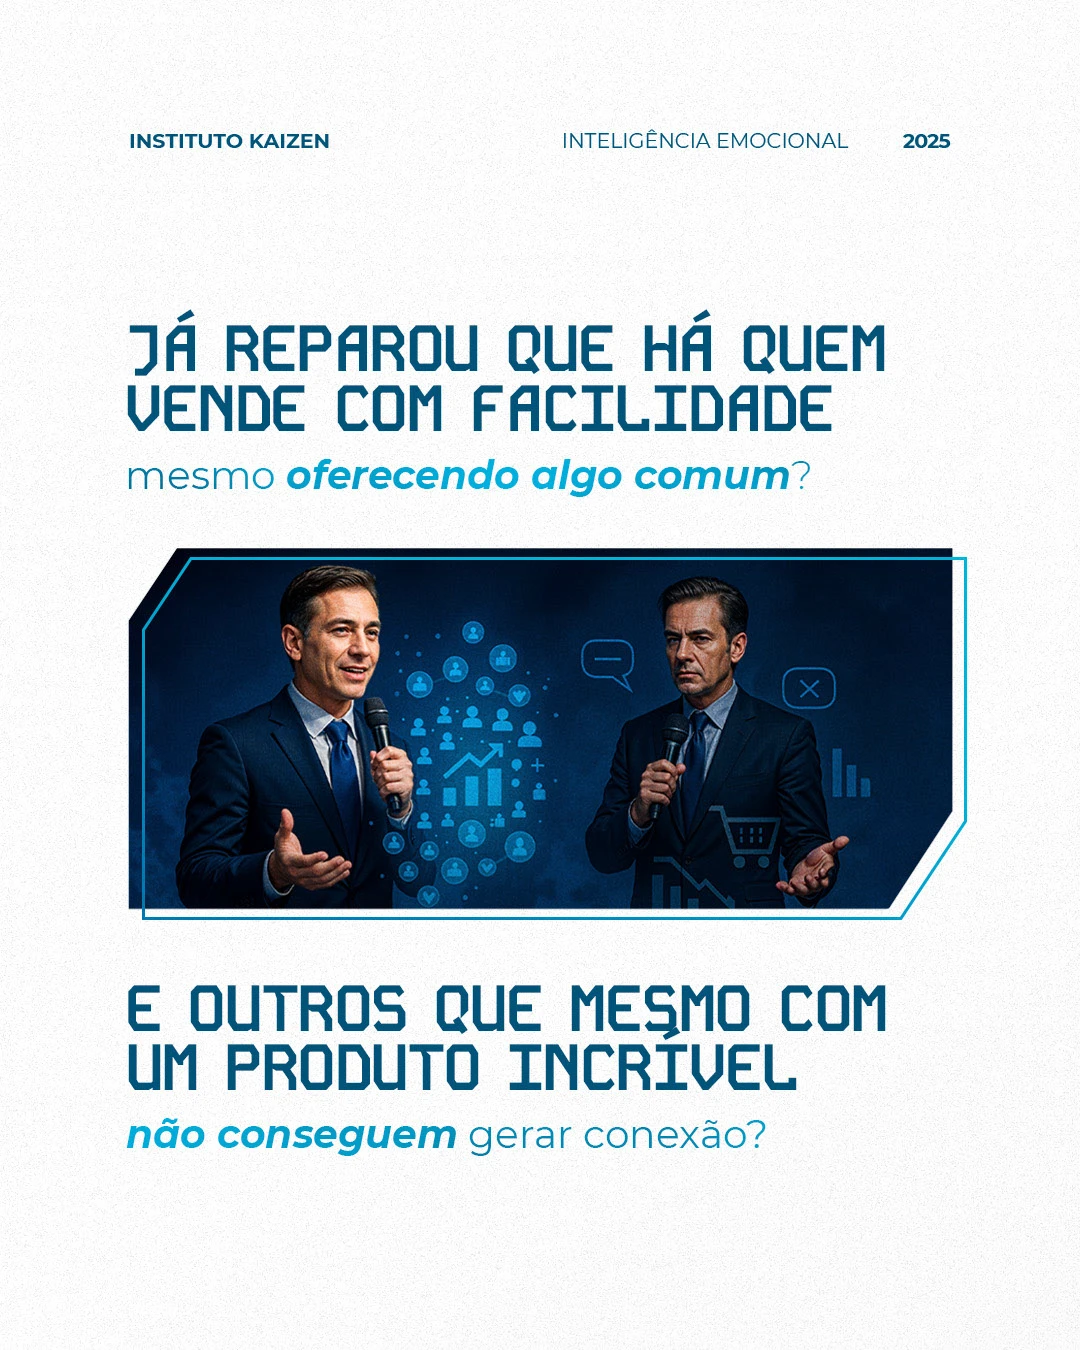 INSTITUTO KAIZEN
INTELIGÊNCIA EMOCIONAL
2025
JÁ REPAROU QUE HÁ QUEM
VENDE COM FACILIDADE
mesmo oferecendo algo comum?
E OUTROS QUE MESMO COM
UM PRODUTO INCRÍVEL
não conseguem gerar conexão?